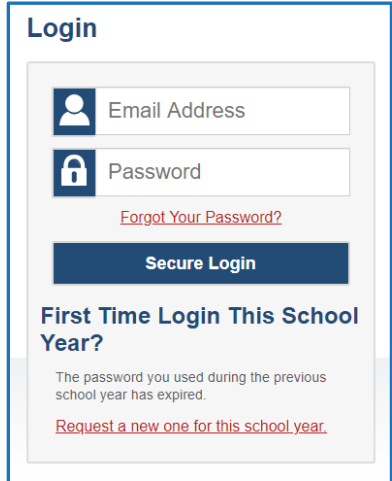 Login
Email Address
Password
Forgot Your Password?
Secure Login
First Time Login This School
Year?
The password you used during the previous
school year has expired.
Request a new one for this school year.